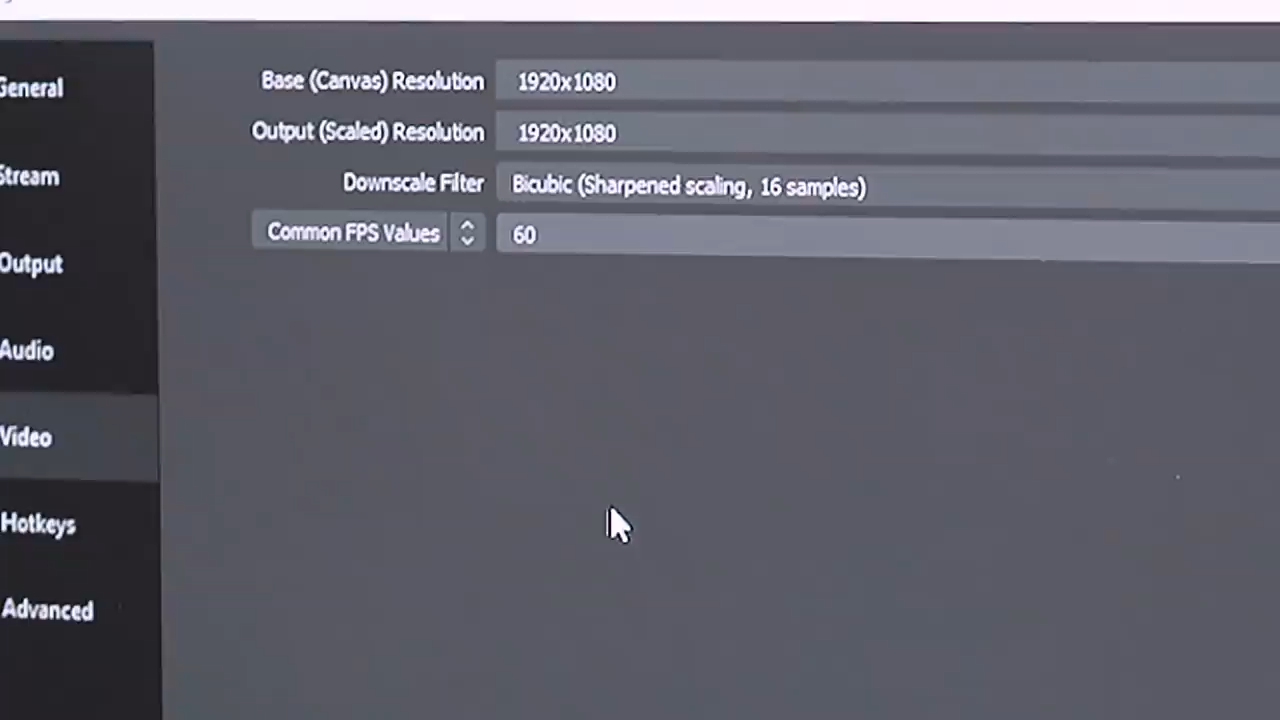 General
Stream
Output
Audio
Video
Hotkeys
Advanced
Base (Canvas) Resolution 1920x1080
Output (Scaled) Resolution 1920x1080
Downscale Filter Bicubic (Sharpened scaling, 16 samples)
Common FPS Values 60